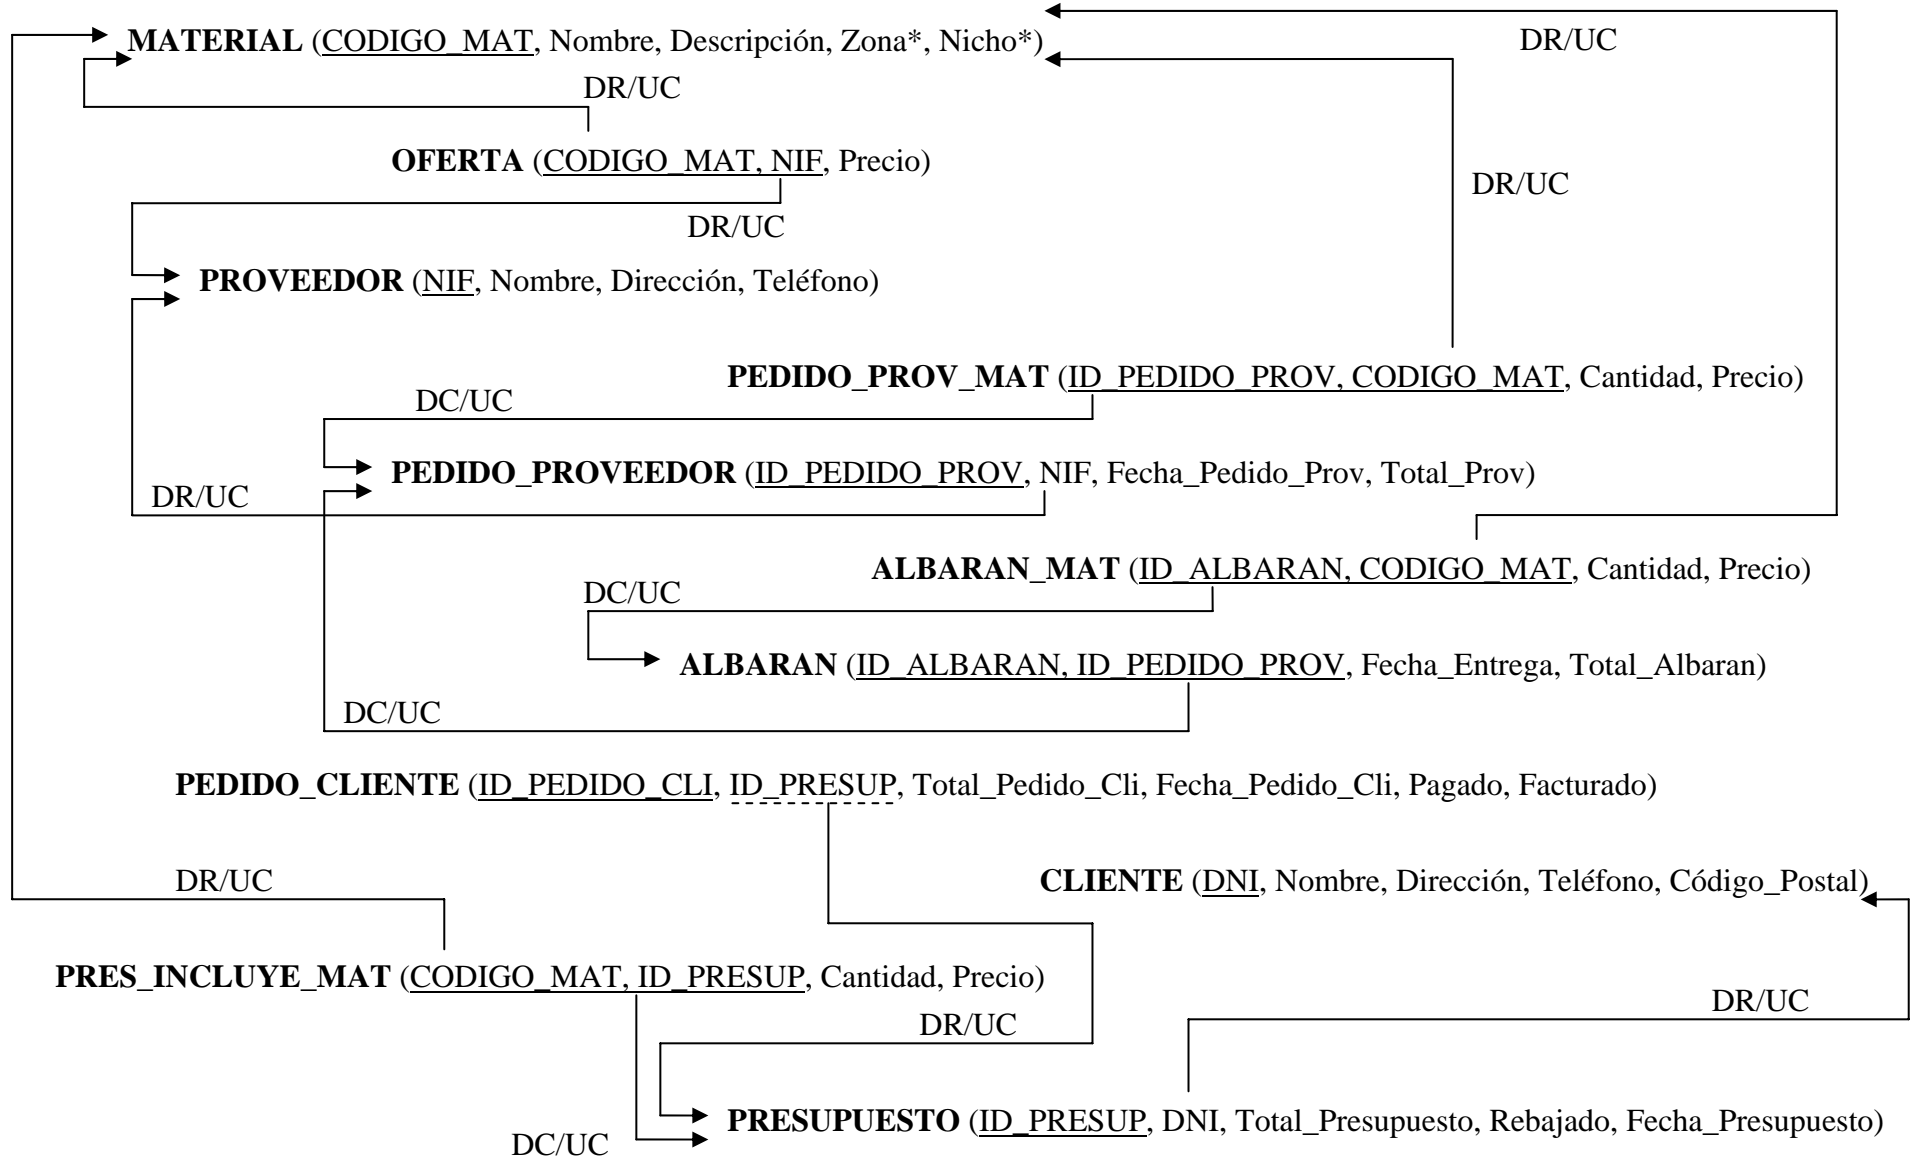 MATERIAL (CODIGO_MAT, Nombre, Descripción, Zona*, Nicho*)
DR/UC
DR/UC
OFERTA (CODIGO_MAT, NIF, Precio)
DR/UC
DR/UC
PROVEEDOR (NIF, Nombre, Dirección, Teléfono)
PEDIDO_PROV_MAT (ID_PEDIDO_PROV, CODIGO_MAT, Cantidad, Precio)
DC/UC
PEDIDO_PROVEEDOR (ID_PEDIDO_PROV, NIF, Fecha_Pedido_Prov, Total_Prov)
DR/UC
ALBARAN_MAT (ID_ALBARAN, CODIGO_MAT, Cantidad, Precio)
DC/UC
ALBARAN (ID_ALBARAN, ID_PEDIDO_PROV, Fecha_Entrega, Total_Albaran)
DC/UC
PEDIDO_CLIENTE (ID_PEDIDO_CLI, ID_PRESUP, Total_Pedido_Cli, Fecha_Pedido_Cli, Pagado, Facturado)
DR/UC
CLIENTE (DNI, Nombre, Dirección, Teléfono, Código_Postal)
PRES_INCLUYE_MAT (CODIGO_MAT, ID_PRESUP, Cantidad, Precio)
DR/UC
DR/UC
PRESUPUESTO (ID_PRESUP, DNI, Total_Presupuesto, Rebajado, Fecha_Presupuesto)
DC/UC